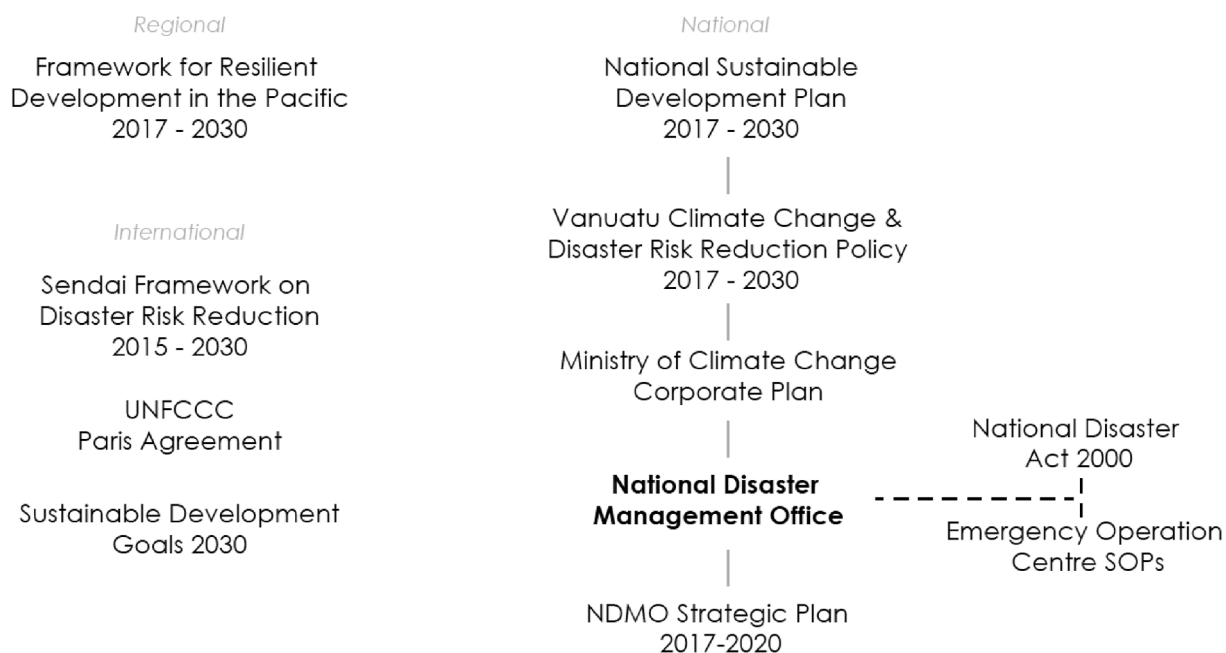 Regional
Framework for Resilient
Development in the Pacific
2017 - 2030
International
Sendai Framework on
Disaster Risk Reduction
2015 - 2030
UNFCCC
Paris Agreement
Sustainable Development
Goals 2030
National
National Sustainable
Development Plan
2017 - 2030
Vanuatu Climate Change &
Disaster Risk Reduction Policy
2017 - 2030
Ministry of Climate Change
Corporate Plan
National Disaster
Management Office
NDMO Strategic Plan
2017-2020
National Disaster
Act 2000
Emergency Operation
Centre SOPs